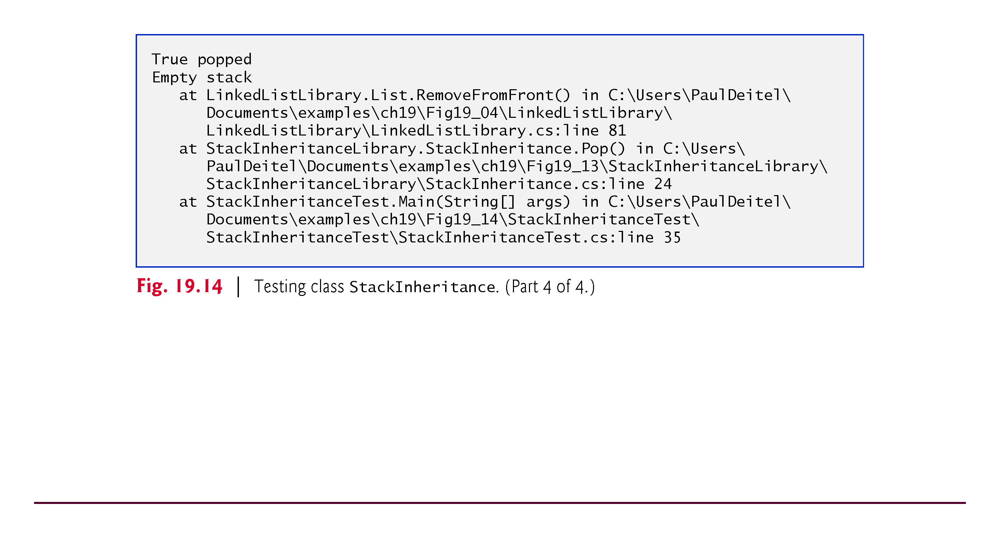 True popped
Empty stack
   at LinkedListLibrary.List.RemoveFromFront() in C:\Users\PaulDeitel\
      Documents\examples\ch19\Fig19_04\LinkedListLibrary\
      LinkedListLibrary\LinkedListLibrary.cs:line 81
   at StackInheritanceLibrary.StackInheritance.Pop() in C:\Users\
      PaulDeitel\Documents\examples\ch19\Fig19_13\StackInheritanceLibrary\
      StackInheritanceLibrary\StackInheritance.cs:line 24
   at StackInheritanceTest.Main(String[] args) in C:\Users\PaulDeitel\
      Documents\examples\ch19\Fig19_14\StackInheritanceTest\
      StackInheritanceTest\StackInheritanceTest.cs:line 35
Fig. 19.14 | Testing class StackInheritance. (Part 4 of 4.)